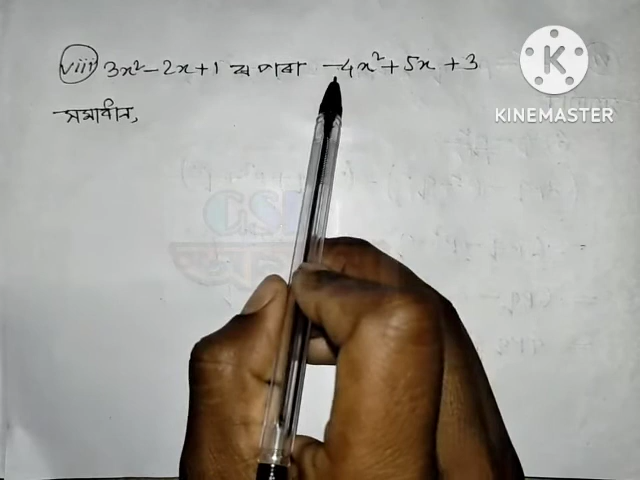 viii) 3x² - 2x + 1 ৰ পৰা -4x² + 5x + 3
সমাধান,
KINEMASTER